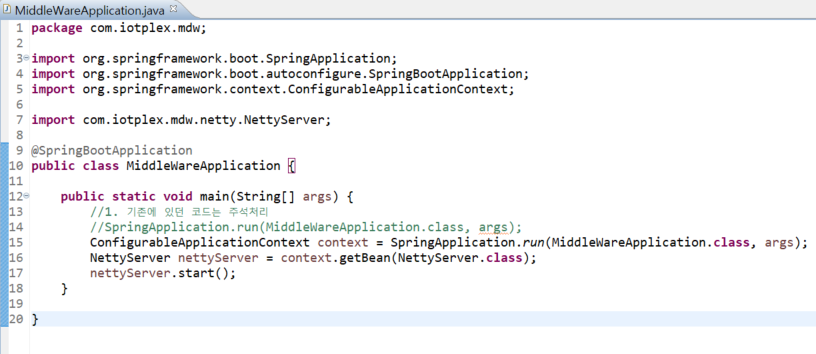 MiddleWareApplication.java
1 package com.iotplex.mdw;
2
3 import org.springframework.boot.SpringApplication;
4 import org.springframework.boot.autoconfigure.SpringBootApplication;
5 import org.springframework.context.ConfigurableApplicationContext;
6
7 import com.iotplex.mdw.netty.NettyServer;
8
9 @SpringBootApplication
10 public class MiddleWareApplication {
11
12     public static void main(String[] args) {
13         //1. 기존에 있던 코드는 주석처리
14         //SpringApplication.run(MiddleWareApplication.class, args);
15         ConfigurableApplicationContext context = SpringApplication.run(MiddleWareApplication.class, args);
16         NettyServer nettyServer = context.getBean(NettyServer.class);
17         nettyServer.start();
18     }
19
20 }